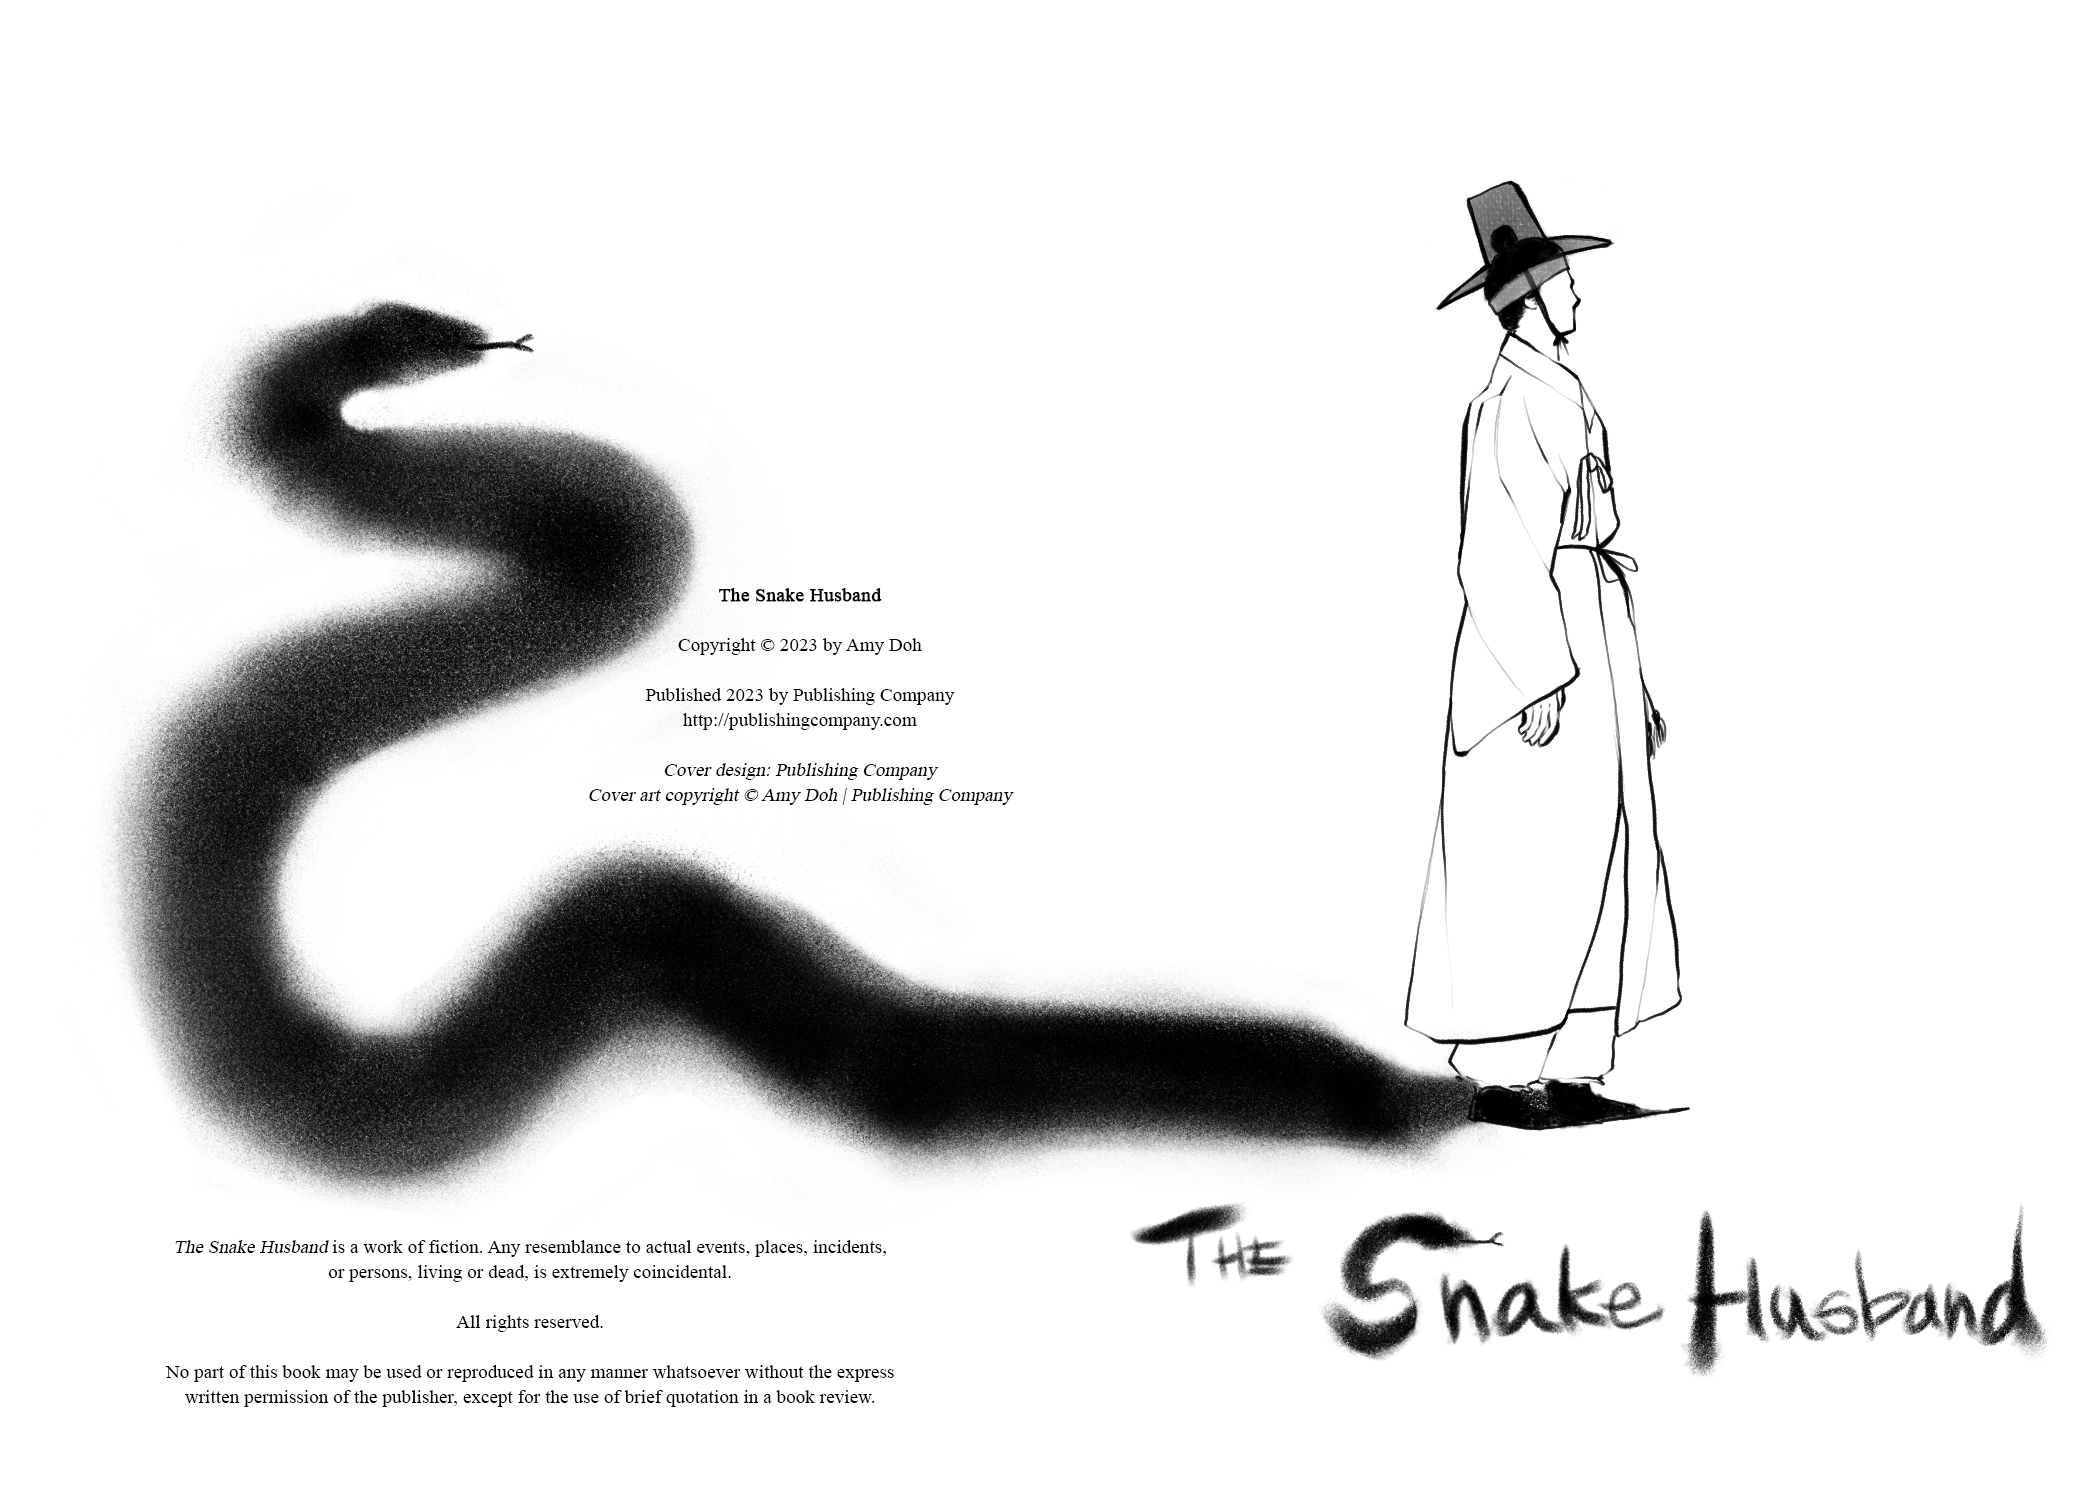 The Snake Husband
Copyright © 2023 by Amy Doh
Published 2023 by Publishing Company
http://publishingcompany.com
Cover design: Publishing Company
Cover art copyright © Amy Doh | Publishing Company
The Snake Husband is a work of fiction. Any resemblance to actual events, places, incidents,
or persons, living or dead, is extremely coincidental.
All rights reserved.
No part of this book may be used or reproduced in any manner whatsoever without the express
written permission of the publisher, except for the use of brief quotation in a book review.
THE Snake Husband